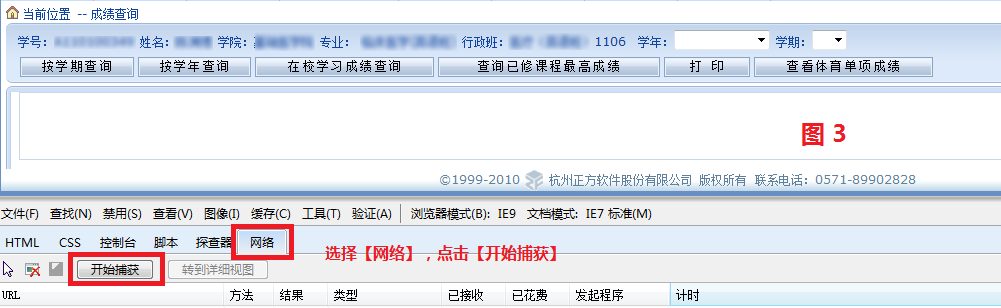 当前位置 -- 成绩查询
学号: 姓名: 学院: 专业: 行政班: 1106 学年: 学期:
按学期查询 按学年查询 在校学习成绩查询 查询已修课程最高成绩 打 印 查看体育单项成绩
图 3
©1999-2010 杭州正方软件股份有限公司 版权所有 联系电话: 0571-89902828
文件(F) 查找(N) 禁用(S) 查看(V) 图像(I) 缓存(C) 工具(T) 验证(A) 浏览器模式(B): IE9 文档模式: IE7 标准(M)
HTML CSS 控制台 脚本 探查器 网络
选择【网络】，点击【开始捕获】
开始捕获 转到详细视图
URL 方法 结果 类型 已接收 已花费 发起程序 计时